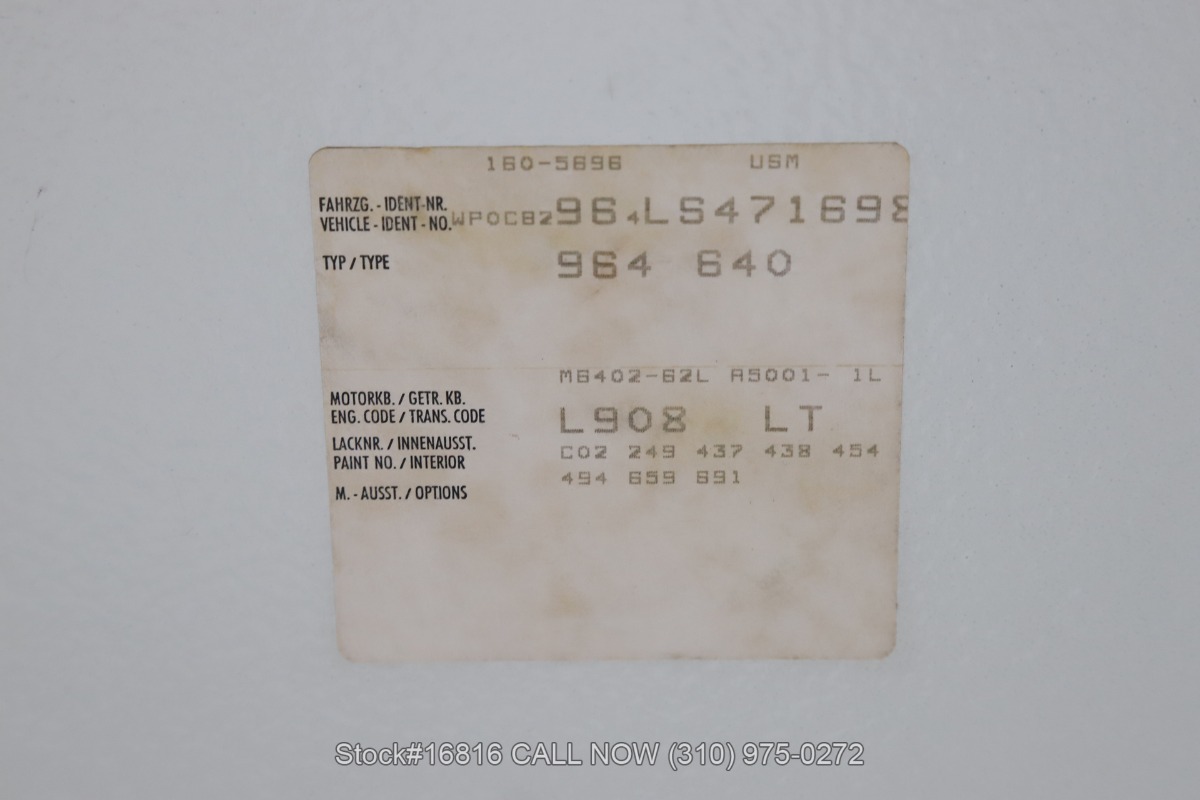 160-5696 USM
FAHRZG. - IDENT-NR.
VEHICLE - IDENT - NO. WP0CB2964LS471698
TYP / TYPE 964 640
M6402-62L A5001- 1L
MOTORKB. / GETR. KB.
ENG. CODE / TRANS. CODE L908 LT
LACKNR. / INNENAUSST. C02 249 437 438 454
PAINT NO. / INTERIOR 494 659 691
M. - AUSST. / OPTIONS
Stock#16816 CALL NOW (310) 975-0272